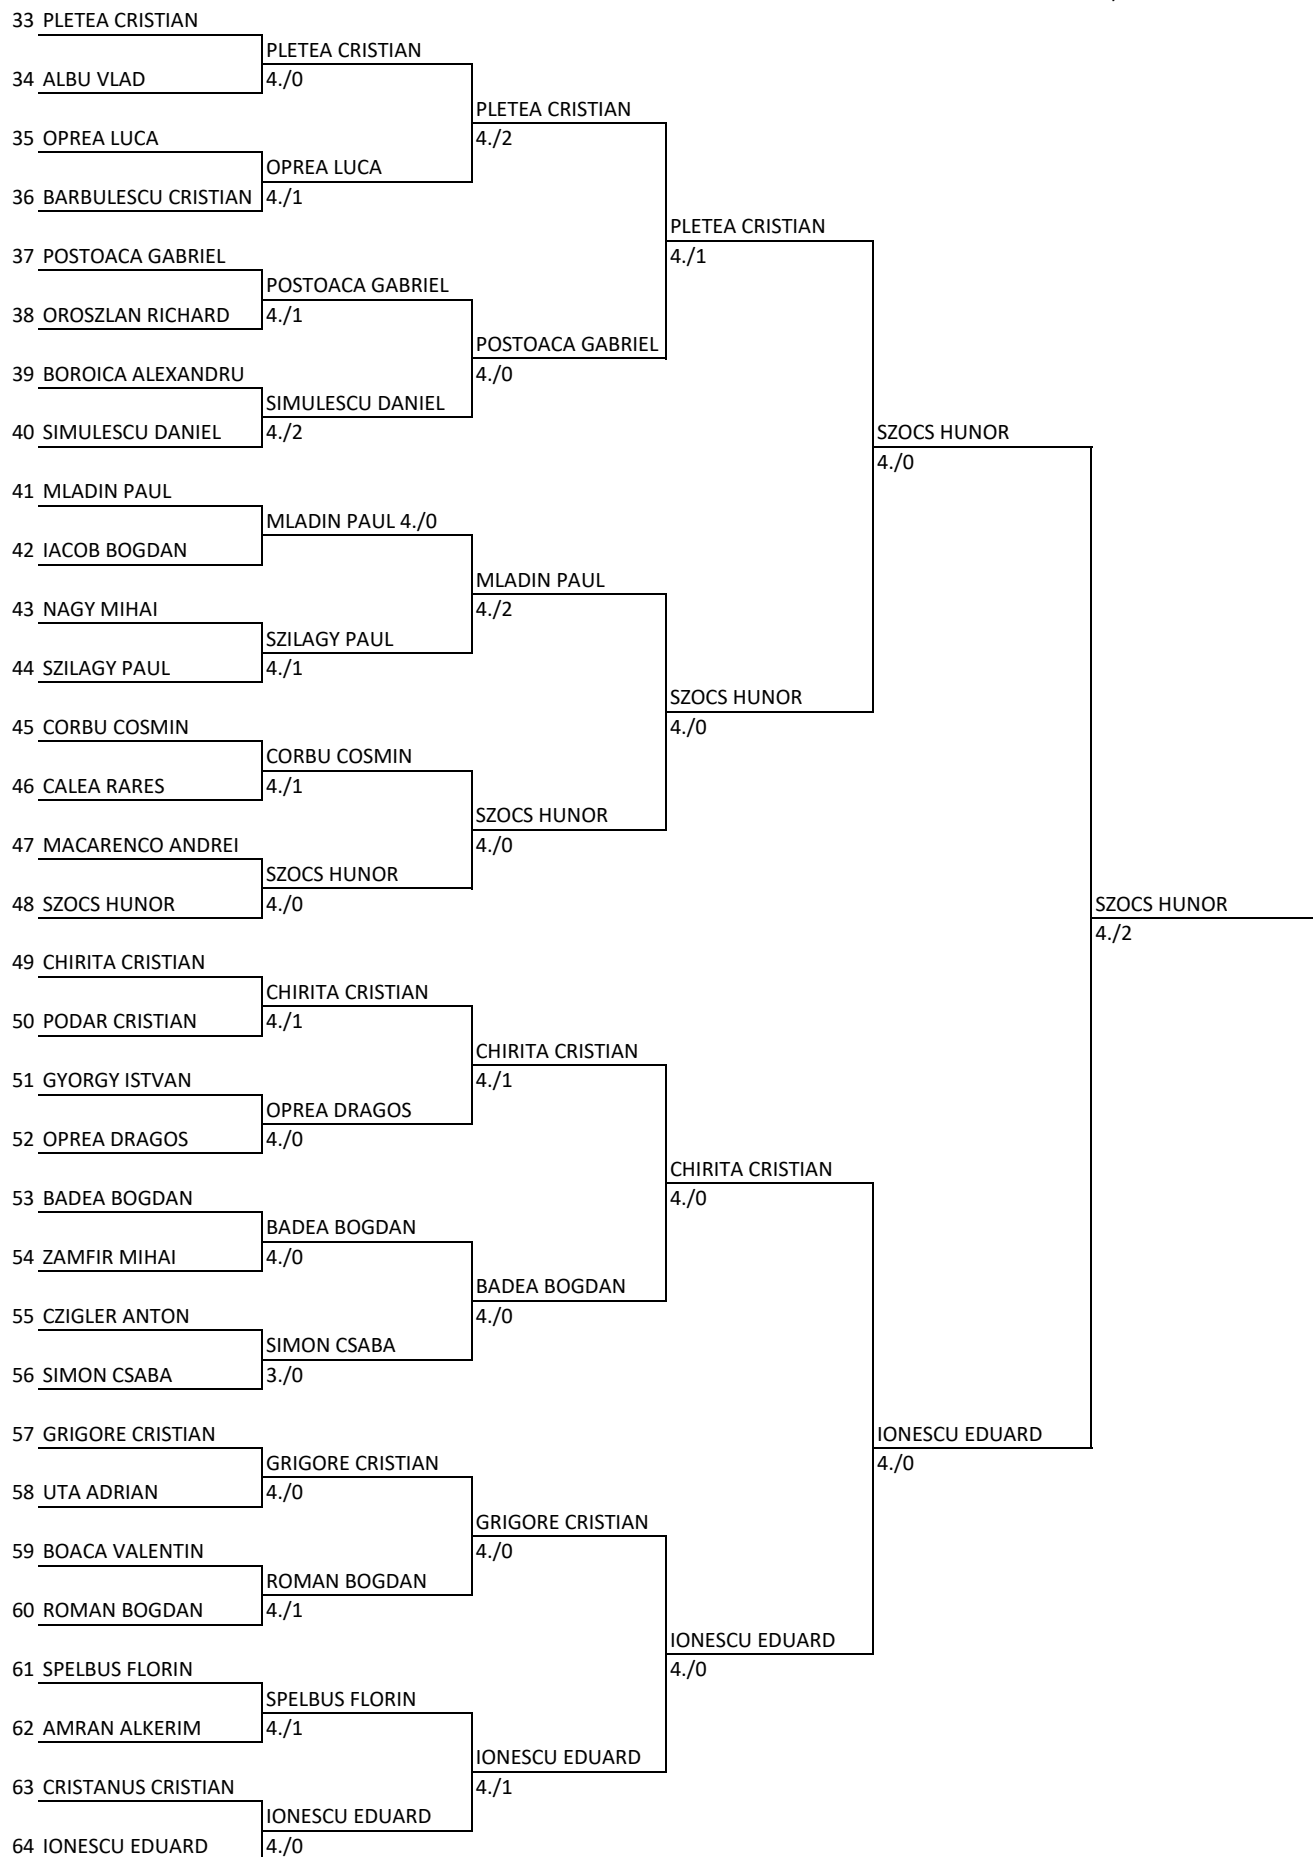 33 PLETEA CRISTIAN
PLETEA CRISTIAN
34 ALBU VLAD
4./0
PLETEA CRISTIAN
4./2
35 OPREA LUCA
OPREA LUCA
36 BARBULESCU CRISTIAN
4./1
PLETEA CRISTIAN
4./1
37 POSTOACA GABRIEL
POSTOACA GABRIEL
38 OROSZLAN RICHARD
4./1
POSTOACA GABRIEL
4./0
39 BOROICA ALEXANDRU
SIMULESCU DANIEL
40 SIMULESCU DANIEL
4./2
SZOCS HUNOR
4./0
41 MLADIN PAUL
MLADIN PAUL 4./0
42 IACOB BOGDAN
MLADIN PAUL
4./2
43 NAGY MIHAI
SZILAGY PAUL
44 SZILAGY PAUL
4./1
SZOCS HUNOR
4./0
45 CORBU COSMIN
CORBU COSMIN
46 CALEA RARES
4./1
SZOCS HUNOR
4./0
47 MACARENCO ANDREI
SZOCS HUNOR
48 SZOCS HUNOR
4./0
SZOCS HUNOR
4./2
49 CHIRITA CRISTIAN
CHIRITA CRISTIAN
50 PODAR CRISTIAN
4./1
CHIRITA CRISTIAN
4./1
51 GYORGY ISTVAN
OPREA DRAGOS
52 OPREA DRAGOS
4./0
CHIRITA CRISTIAN
4./0
53 BADEA BOGDAN
BADEA BOGDAN
54 ZAMFIR MIHAI
4./0
BADEA BOGDAN
4./0
55 CZIGLER ANTON
SIMON CSABA
56 SIMON CSABA
3./0
IONESCU EDUARD
4./0
57 GRIGORE CRISTIAN
GRIGORE CRISTIAN
58 UTA ADRIAN
4./0
GRIGORE CRISTIAN
4./0
59 BOACA VALENTIN
ROMAN BOGDAN
60 ROMAN BOGDAN
4./1
IONESCU EDUARD
4./0
61 SPELBUS FLORIN
SPELBUS FLORIN
62 AMRAN ALKERIM
4./1
IONESCU EDUARD
4./1
63 CRISTANUS CRISTIAN
IONESCU EDUARD
64 IONESCU EDUARD
4./0